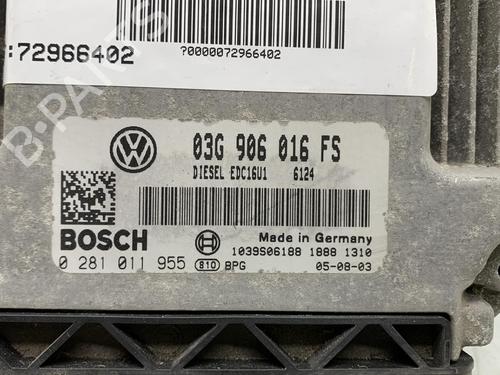 :72966402
?0000072966402
B-PARTS
03G 906 016 FS
DIESEL EDC16U1 6124
BOSCH
Made in Germany
1039S06188 1888 1310
0 281 011 955
810 BPG
05-08-03